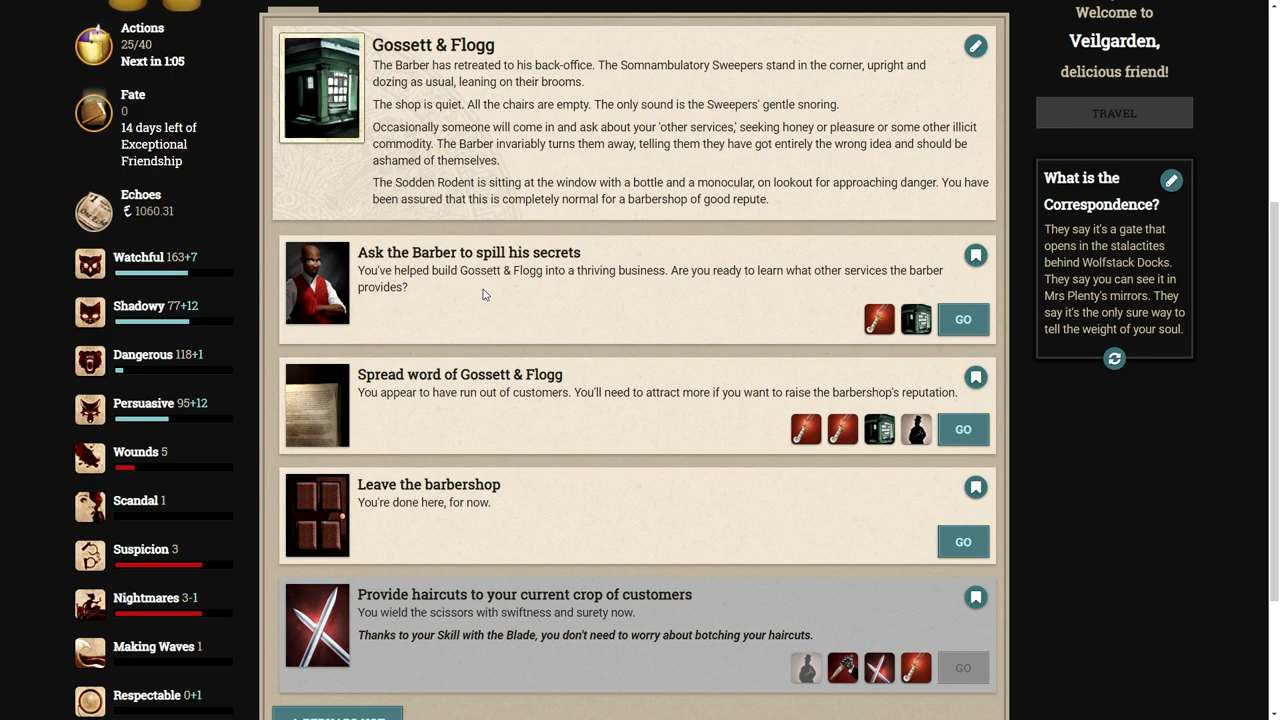 Actions
25/40
Next in 1:05
Fate
0
14 days left of
Exceptional
Friendship
Echoes
1060.31
Watchful 163+7
Shadowy 77+12
Dangerous 118+1
Persuasive 95+12
Wounds 5
Scandal 1
Suspicion 3
Nightmares 3-1
Making Waves 1
Respectable 0+1
Gossett & Flogg
The Barber has retreated to his back-office. The Somnambulatory Sweepers stand in the corner, upright and
dozing as usual, leaning on their brooms.
The shop is quiet. All the chairs are empty. The only sound is the Sweepers' gentle snoring.
Occasionally someone will come in and ask about your 'other services,' seeking honey or pleasure or some other illicit
commodity. The Barber invariably turns them away, telling them they have got entirely the wrong idea and should be
ashamed of themselves.
The Sodden Rodent is sitting at the window with a bottle and a monocular, on lookout for approaching danger. You have
been assured that this is completely normal for a barbershop of good repute.
Ask the Barber to spill his secrets
You've helped build Gossett & Flogg into a thriving business. Are you ready to learn what other services the barber
provides?
GO
Spread word of Gossett & Flogg
You appear to have run out of customers. You'll need to attract more if you want to raise the barbershop's reputation.
GO
Leave the barbershop
You're done here, for now.
GO
Provide haircuts to your current crop of customers
You wield the scissors with swiftness and surety now.
Thanks to your Skill with the Blade, you don't need to worry about botching your haircuts.
GO
Welcome to
Veilgarden,
delicious friend!
TRAVEL
What is the
Correspondence?
They say it's a gate that
opens in the stalactites
behind Wolfstack Docks.
They say you can see it in
Mrs Plenty's mirrors. They
say it's the only sure way to
tell the weight of your soul.